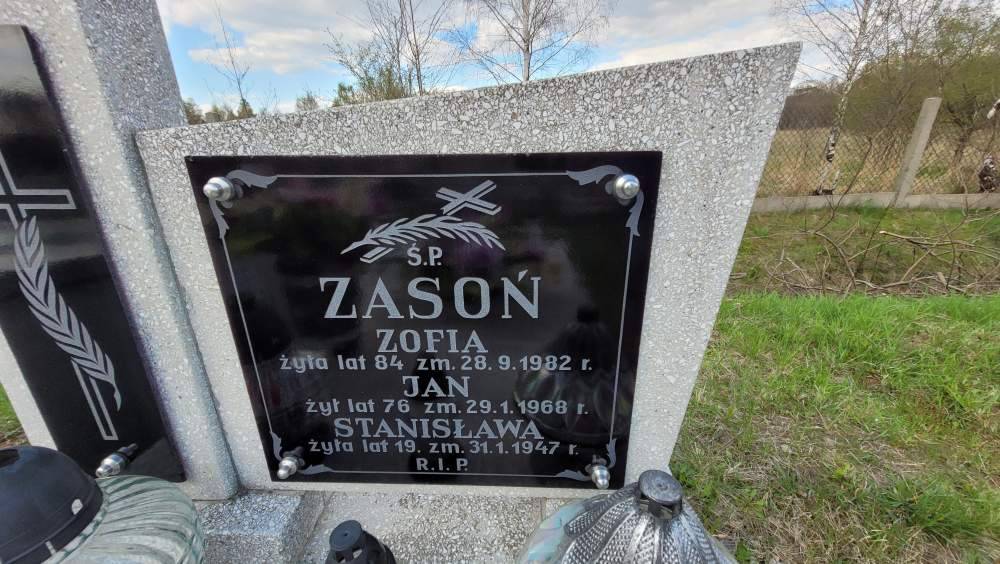 Ś.P.
ZASOŃ
ZOFIA
żyła lat 84 zm. 28.9.1982 r.
JAN
żył lat 76 zm. 29.1.1968 r.
STANISŁAWA
żyła lat 19. zm. 31.1.1947 r.
R.I.P.